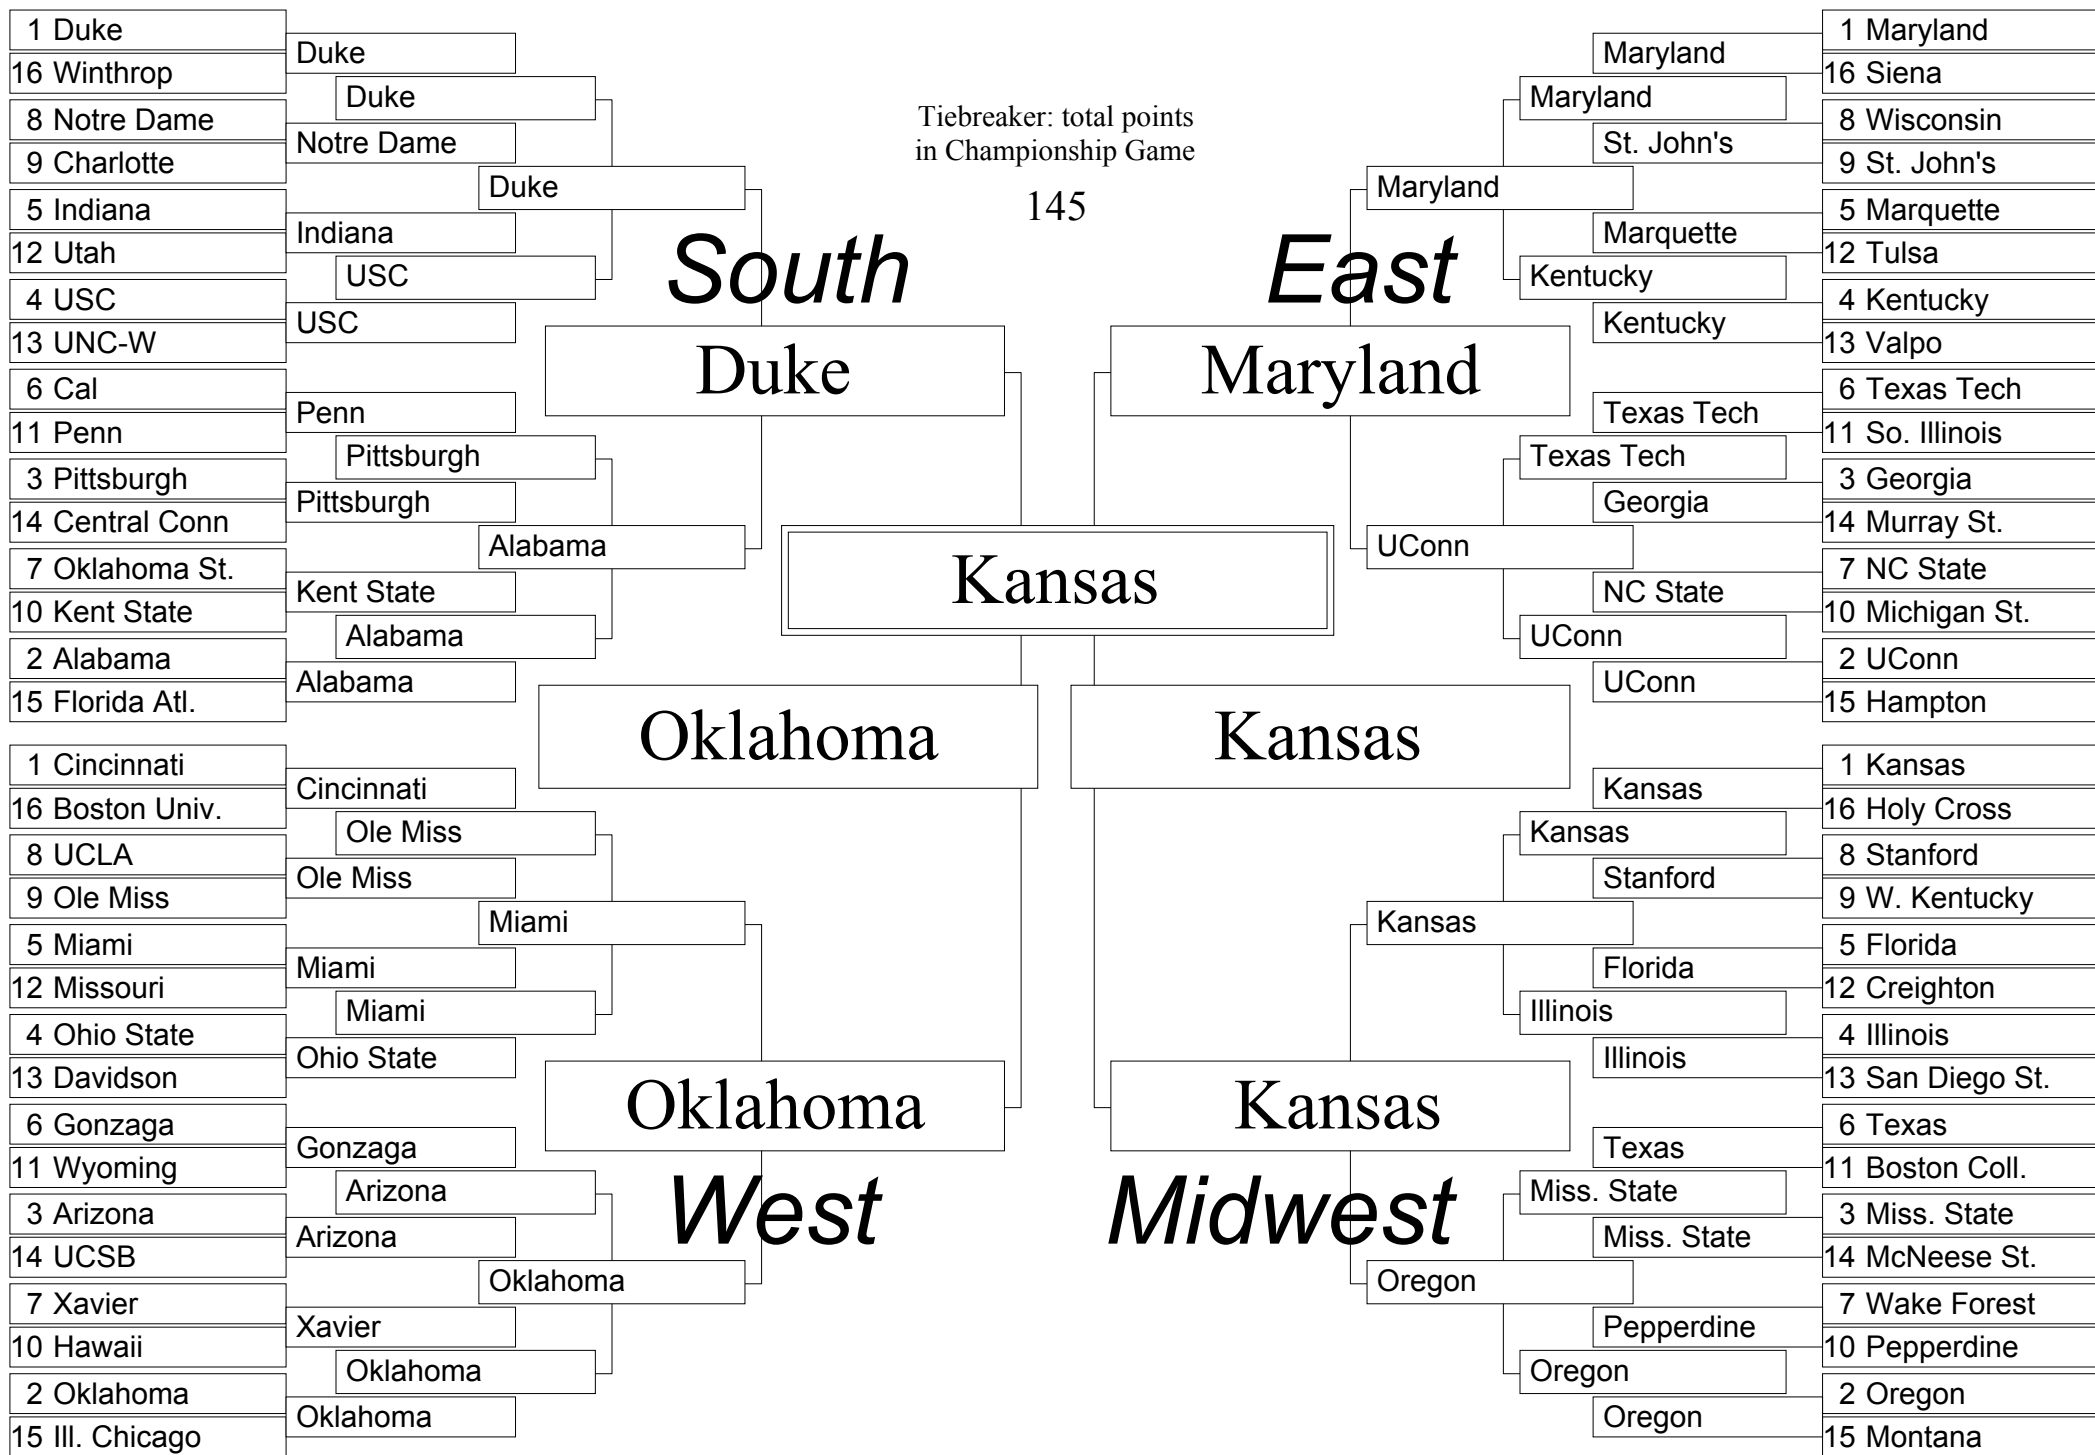 1 Duke
16 Winthrop
8 Notre Dame
9 Charlotte
5 Indiana
12 Utah
4 USC
13 UNC-W
6 Cal
11 Penn
3 Pittsburgh
14 Central Conn
7 Oklahoma St.
10 Kent State
2 Alabama
15 Florida Atl.
Duke
Notre Dame
Indiana
USC
Penn
Pittsburgh
Kent State
Alabama
Duke
USC
Pittsburgh
Alabama
Duke
Alabama
South
Duke
1 Cincinnati
16 Boston Univ.
8 UCLA
9 Ole Miss
5 Miami
12 Missouri
4 Ohio State
13 Davidson
6 Gonzaga
11 Wyoming
3 Arizona
14 UCSB
7 Xavier
10 Hawaii
2 Oklahoma
15 Ill. Chicago
Cincinnati
Ole Miss
Miami
Ohio State
Gonzaga
Arizona
Xavier
Oklahoma
Ole Miss
Miami
Arizona
Oklahoma
Miami
Oklahoma
Oklahoma
West
Tiebreaker: total points
in Championship Game
145
Kansas
Oklahoma
Kansas
East
Maryland
Maryland
UConn
Maryland
Kentucky
Texas Tech
UConn
Maryland
St. John's
Marquette
Kentucky
Texas Tech
Georgia
NC State
UConn
1 Maryland
16 Siena
8 Wisconsin
9 St. John's
5 Marquette
12 Tulsa
4 Kentucky
13 Valpo
6 Texas Tech
11 So. Illinois
3 Georgia
14 Murray St.
7 NC State
10 Michigan St.
2 UConn
15 Hampton
Kansas
Midwest
Kansas
Oregon
Kansas
Illinois
Miss. State
Oregon
Kansas
Stanford
Florida
Illinois
Texas
Miss. State
Pepperdine
Oregon
1 Kansas
16 Holy Cross
8 Stanford
9 W. Kentucky
5 Florida
12 Creighton
4 Illinois
13 San Diego St.
6 Texas
11 Boston Coll.
3 Miss. State
14 McNeese St.
7 Wake Forest
10 Pepperdine
2 Oregon
15 Montana